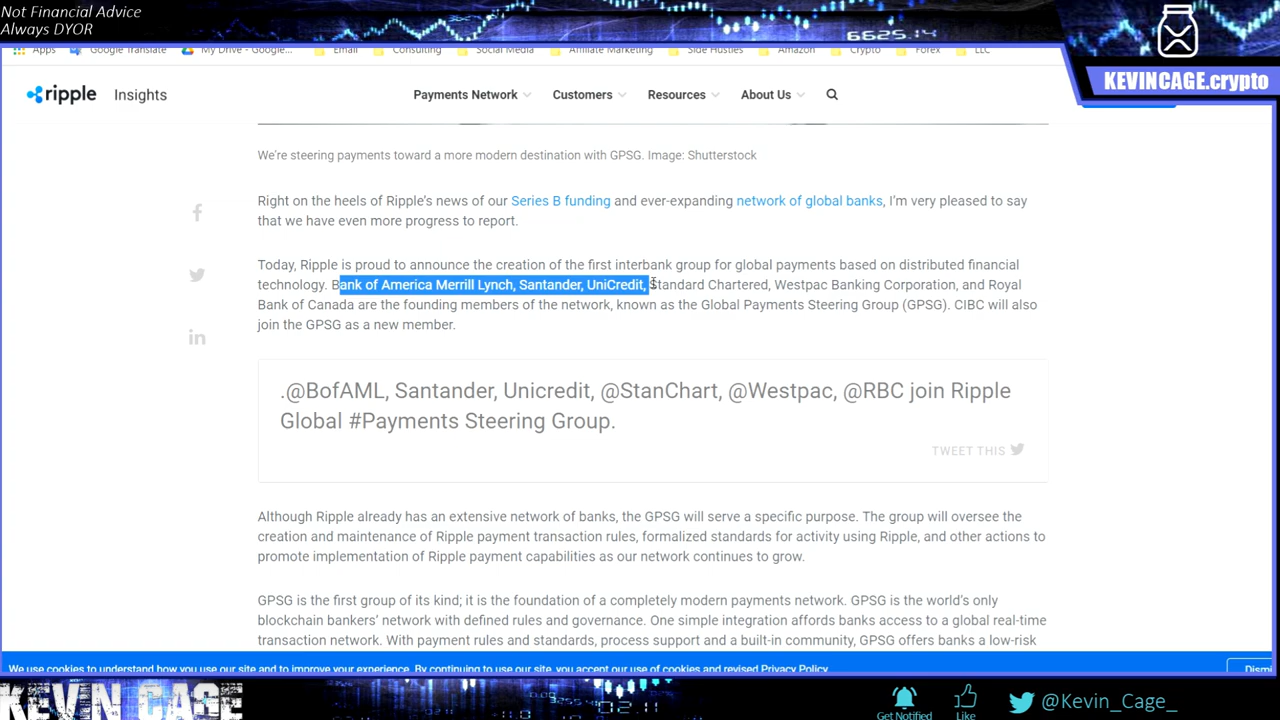 Not Financial Advice
Always DYOR
6625.14
Apps Google Translate My Drive - Google... Email Consulting Social Media Affiliate Marketing Side Hustles Amazon Crypto Forex LLC
KEVINCAGE.crypto
ripple Insights Payments Network Customers Resources About Us
We're steering payments toward a more modern destination with GPSG. Image: Shutterstock
Right on the heels of Ripple's news of our Series B funding and ever-expanding network of global banks, I'm very pleased to say
that we have even more progress to report.
Today, Ripple is proud to announce the creation of the first interbank group for global payments based on distributed financial
technology. Bank of America Merrill Lynch, Santander, UniCredit, Standard Chartered, Westpac Banking Corporation, and Royal
Bank of Canada are the founding members of the network, known as the Global Payments Steering Group (GPSG). CIBC will also
join the GPSG as a new member.
.@BofAML, Santander, Unicredit, @StanChart, @Westpac, @RBC join Ripple
Global #Payments Steering Group.
TWEET THIS
Although Ripple already has an extensive network of banks, the GPSG will serve a specific purpose. The group will oversee the
creation and maintenance of Ripple payment transaction rules, formalized standards for activity using Ripple, and other actions to
promote implementation of Ripple payment capabilities as our network continues to grow.
GPSG is the first group of its kind; it is the foundation of a completely modern payments network. GPSG is the world's only
blockchain bankers' network with defined rules and governance. One simple integration affords banks access to a global real-time
transaction network. With payment rules and standards, process support and a built-in community, GPSG offers banks a low-risk
We use cookies to understand how you use our site and to improve your experience. By continuing to use our site, you accept our use of cookies and revised Privacy Policy.
KEVIN CAGE
Get Notified
Like
@Kevin_Cage_